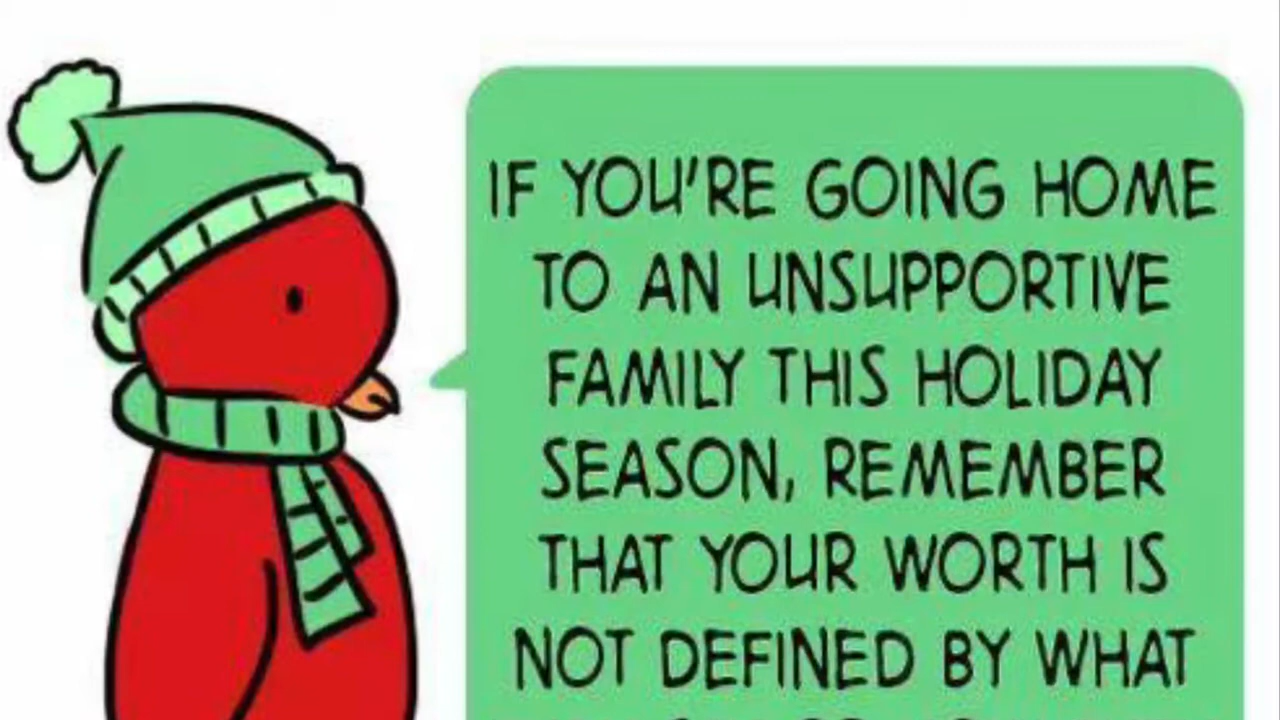 IF YOU'RE GOING HOME
TO AN UNSUPPORTIVE
FAMILY THIS HOLIDAY
SEASON, REMEMBER
THAT YOUR WORTH IS
NOT DEFINED BY WHAT